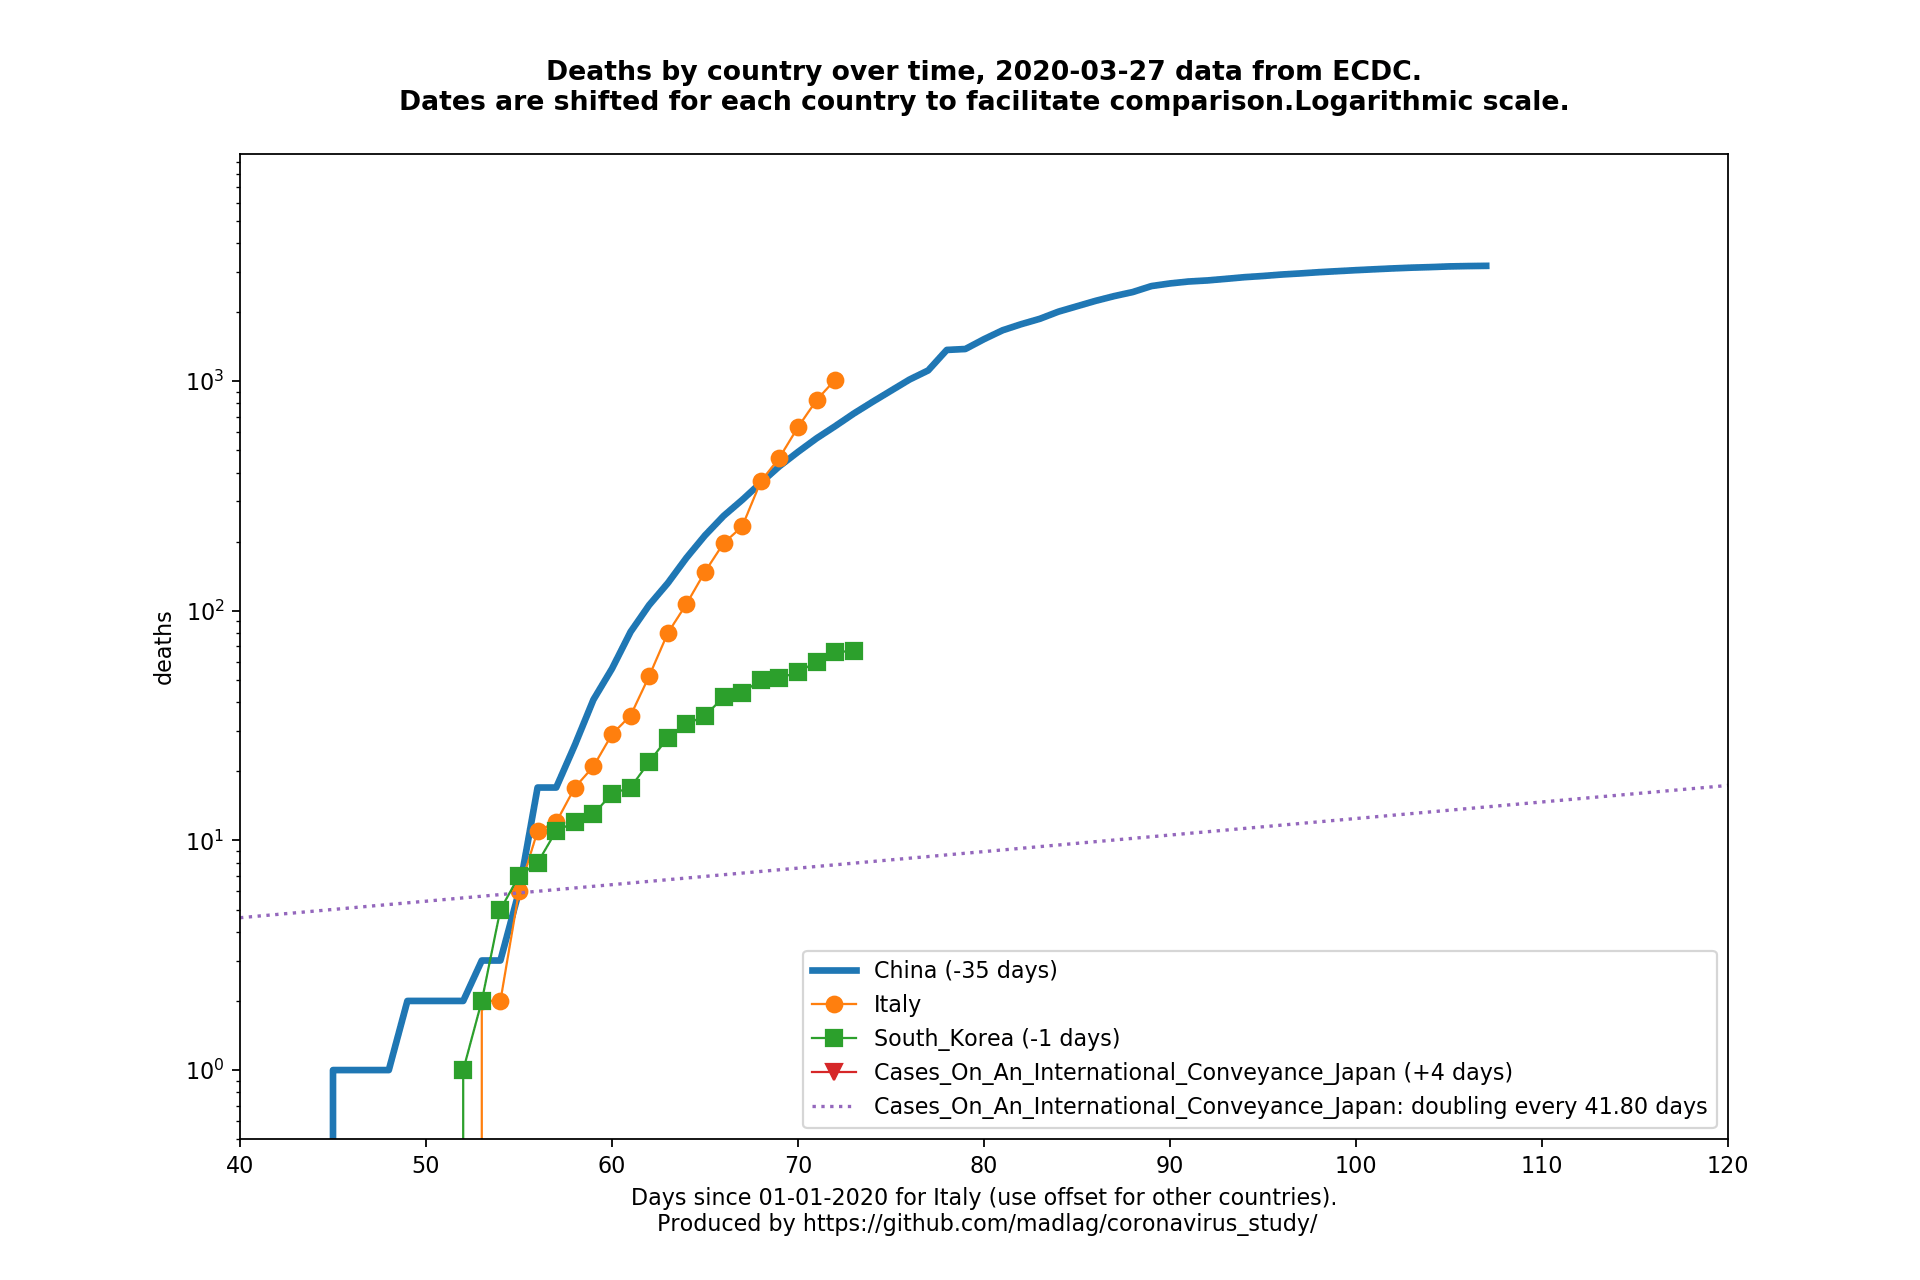 Deaths by country over time, 2020-03-27 data from ECDC.
Dates are shifted for each country to facilitate comparison.Logarithmic scale.
deaths
10³
10²
10¹
10⁰
China (-35 days)
Italy
South_Korea (-1 days)
Cases_On_An_International_Conveyance_Japan (+4 days)
Cases_On_An_International_Conveyance_Japan: doubling every 41.80 days
40 50 60 70 80 90 100 110 120
Days since 01-01-2020 for Italy (use offset for other countries).
Produced by https://github.com/madlag/coronavirus_study/